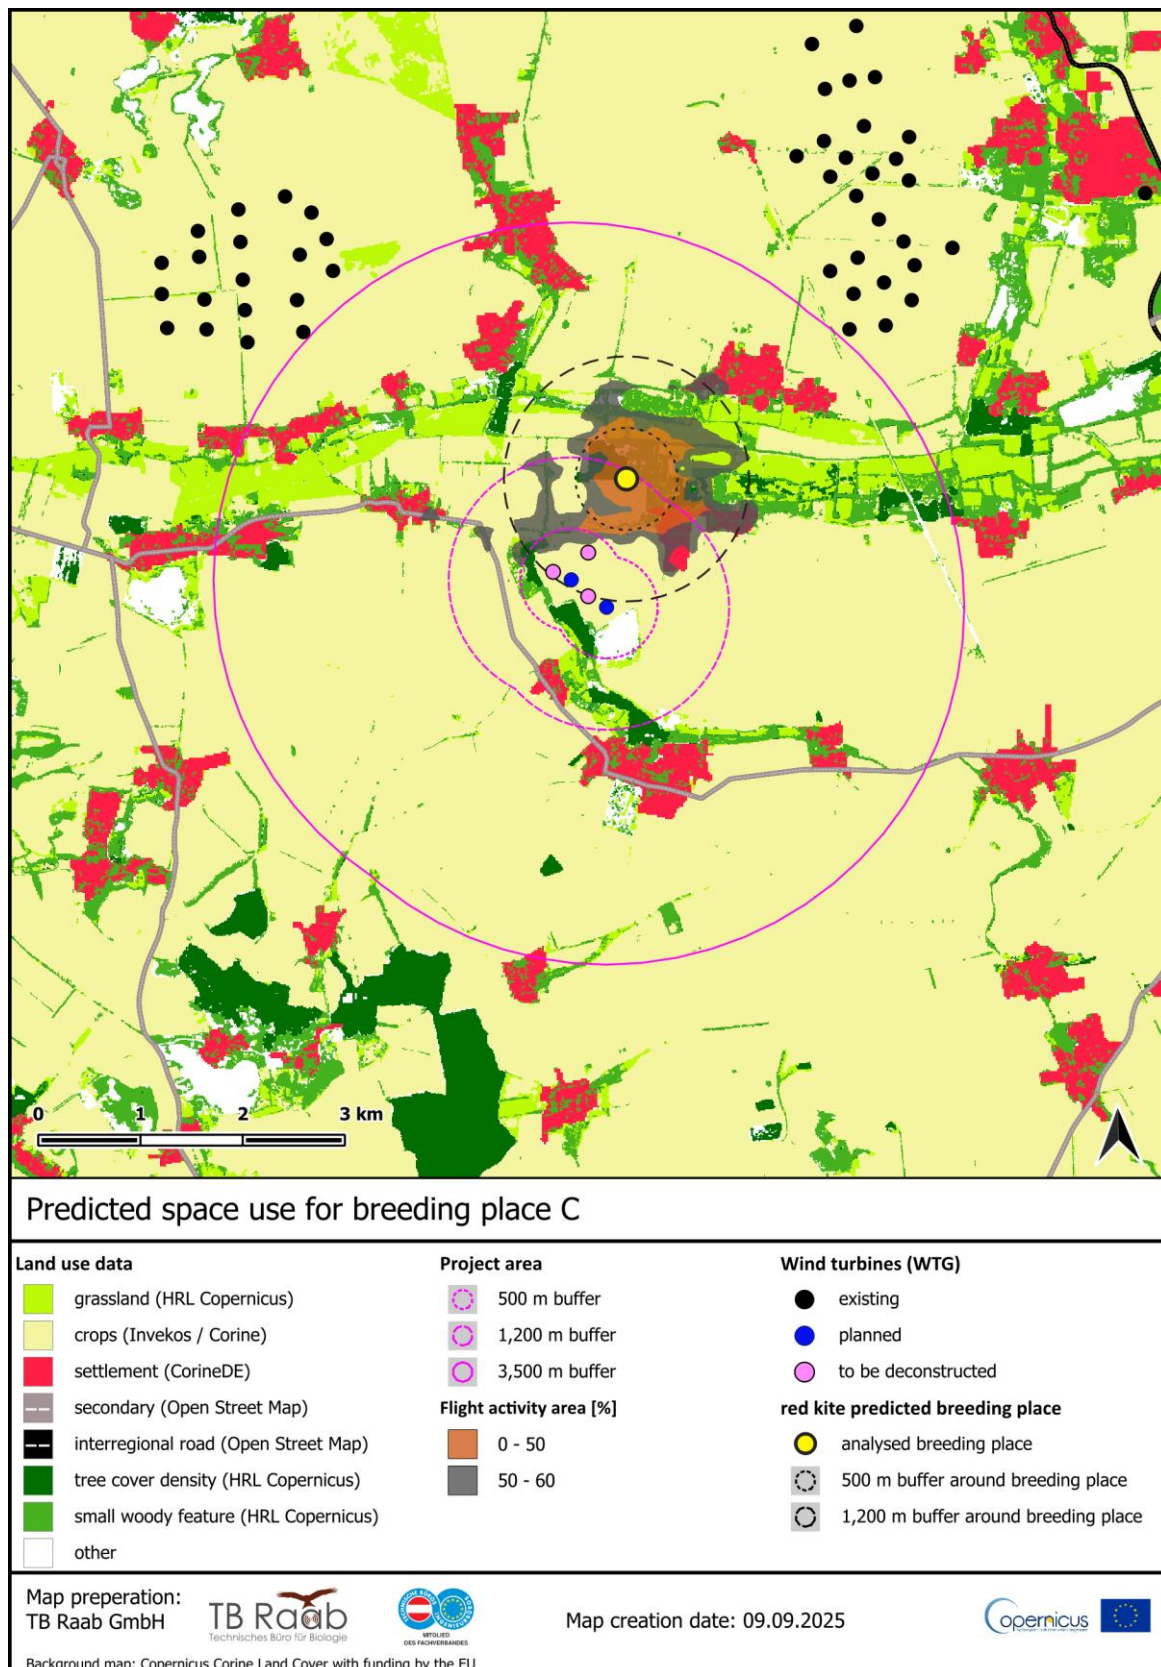 0 1 2 3 km
Predicted space use for breeding place C
Land use data
grassland (HRL Copernicus)
crops (Invekos / Corine)
settlement (CorineDE)
secondary (Open Street Map)
interregional road (Open Street Map)
tree cover density (HRL Copernicus)
small woody feature (HRL Copernicus)
other
Project area
500 m buffer
1,200 m buffer
3,500 m buffer
Flight activity area [%]
0 - 50
50 - 60
Wind turbines (WTG)
existing
planned
to be deconstructed
red kite predicted breeding place
analysed breeding place
500 m buffer around breeding place
1,200 m buffer around breeding place
Map preperation:
TB Raab GmbH
TB Raab
Technisches Büro für Biologie
MITGLIED
DES FACHVERBANDES
Map creation date: 09.09.2025
opernicus
Background map: Copernicus Corine Land Cover with funding by the EU